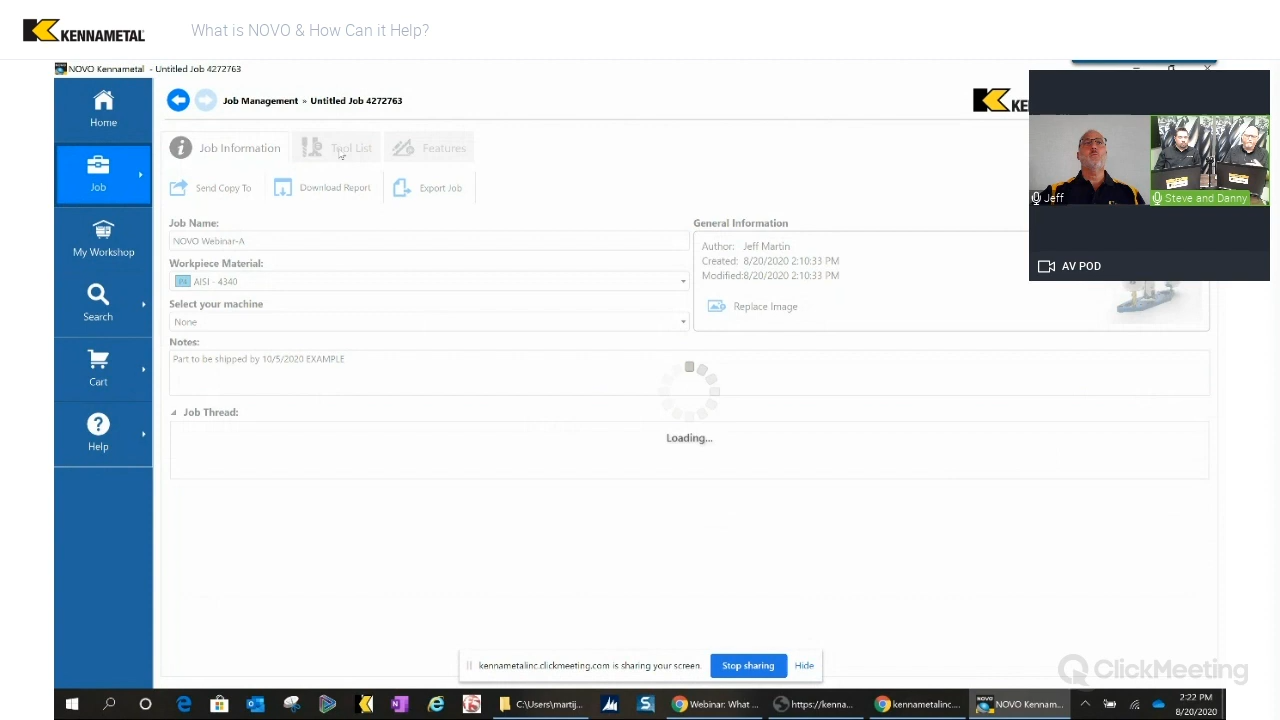 KENNAMETAL
What is NOVO & How Can it Help?
NOVO Kennametal - Untitled Job 4272763
Home
Job Management » Untitled Job 4272763
KE
Job Information
Tool List
Features
Job
Send Copy To
Download Report
Export Job
Jeff
Steve and Danny
Job Name:
General Information
NOVO Webinar-A
Author: Jeff Martin
My Workshop
Workpiece Material:
Created: 8/20/2020 2:10:33 PM
AV POD
AISI - 4340
Modified:8/20/2020 2:10:33 PM
Select your machine
Replace Image
Search
None
Notes:
Part to be shipped by 10/5/2020 EXAMPLE
Cart
Job Thread:
Loading...
Help
kennametalinc.clickmeeting.com is sharing your screen.
Stop sharing
Hide
ClickMeeting
C:\Users\martij...
Webinar: What ...
https://kenna...
kennametalinc....
NOVO Kennam...
2:22 PM
8/20/2020